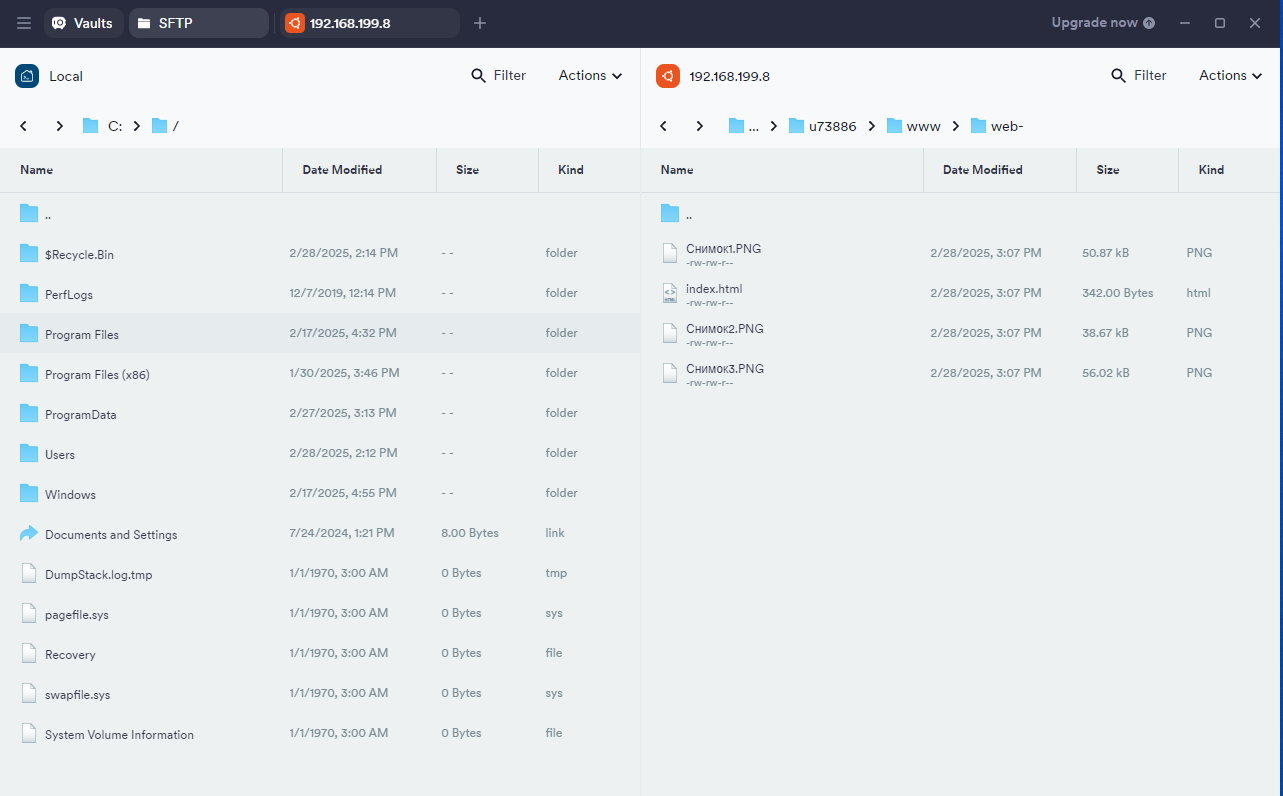 Vaults SFTP 192.168.199.8 Upgrade now
Local Filter Actions
C: /
Name Date Modified Size Kind
..
$Recycle.Bin 2/28/2025, 2:14 PM - - folder
PerfLogs 12/7/2019, 12:14 PM - - folder
Program Files 2/17/2025, 4:32 PM - - folder
Program Files (x86) 1/30/2025, 3:46 PM - - folder
ProgramData 2/27/2025, 3:13 PM - - folder
Users 2/28/2025, 2:12 PM - - folder
Windows 2/17/2025, 4:55 PM - - folder
Documents and Settings 7/24/2024, 1:21 PM 8.00 Bytes link
DumpStack.log.tmp 1/1/1970, 3:00 AM 0 Bytes tmp
pagefile.sys 1/1/1970, 3:00 AM 0 Bytes sys
Recovery 1/1/1970, 3:00 AM 0 Bytes file
swapfile.sys 1/1/1970, 3:00 AM 0 Bytes sys
System Volume Information 1/1/1970, 3:00 AM 0 Bytes file
192.168.199.8 Filter Actions
... u73886 www web-
Name Date Modified Size Kind
..
Снимок1.PNG 2/28/2025, 3:07 PM 50.87 kB PNG
-rw-rw-r--
index.html 2/28/2025, 3:07 PM 342.00 Bytes html
-rw-rw-r--
Снимок2.PNG 2/28/2025, 3:07 PM 38.67 kB PNG
-rw-rw-r--
Снимок3.PNG 2/28/2025, 3:07 PM 56.02 kB PNG
-rw-rw-r--